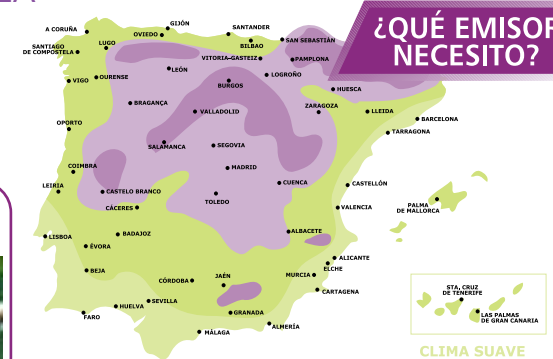 ¿QUÉ EMISOR
NECESITO?
A CORUÑA
GIJÓN
OVIEDO
SANTANDER
BILBAO
SAN SEBASTIÁN
SANTIAGO
DE COMPOSTELA
LUGO
VITORIA-GASTEIZ
PAMPLONA
LEÓN
LOGROÑO
VIGO
OURENSE
BURGOS
HUESCA
BRAGANÇA
VALLADOLID
ZARAGOZA
LLEIDA
BARCELONA
OPORTO
TARRAGONA
SALAMANCA
SEGOVIA
COIMBRA
MADRID
LEIRIA
CASTELO BRANCO
CUENCA
CASTELLÓN
CÁCERES
TOLEDO
VALENCIA
PALMA
DE MALLORCA
LISBOA
BADAJOZ
ALBACETE
ÉVORA
ALICANTE
ELCHE
BEJA
CÓRDOBA
JAÉN
MURCIA
CARTAGENA
STA. CRUZ
DE TENERIFE
HUELVA
SEVILLA
FARO
GRANADA
LAS PALMAS
DE GRAN CANARIA
MÁLAGA
ALMERÍA
CLIMA SUAVE